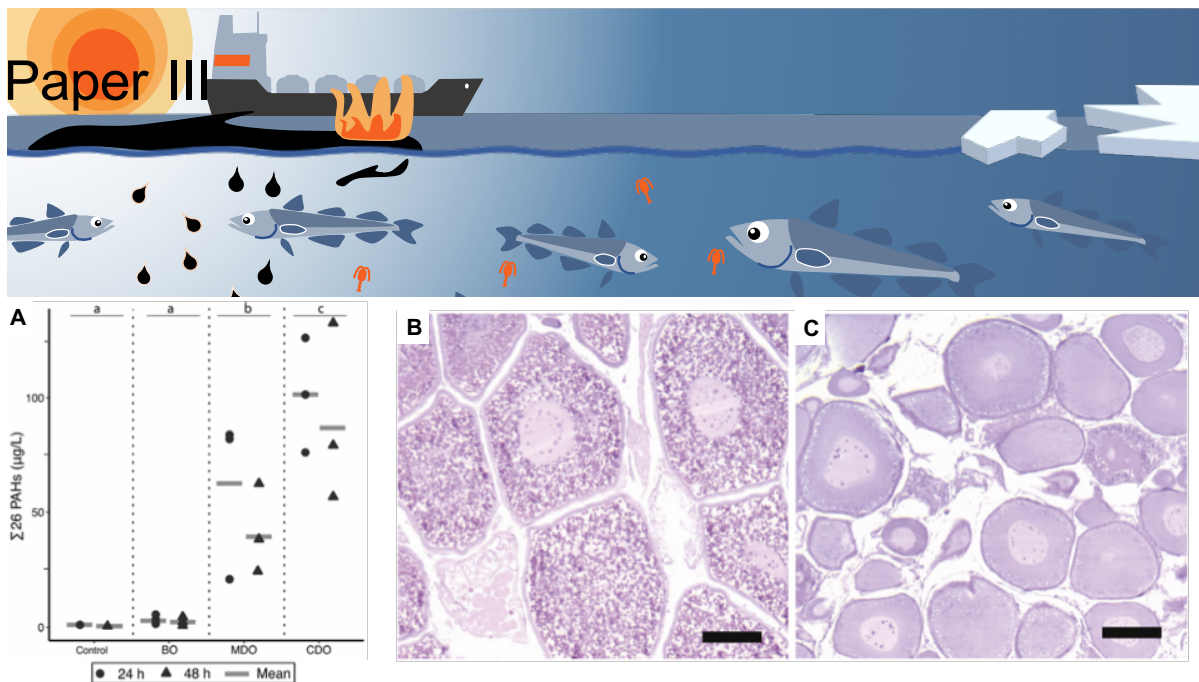 Paper III
A
a a b c
Σ26 PAHs (µg/L)
100
50
0
Control BO MDO CDO
24 h 48 h Mean
B
C